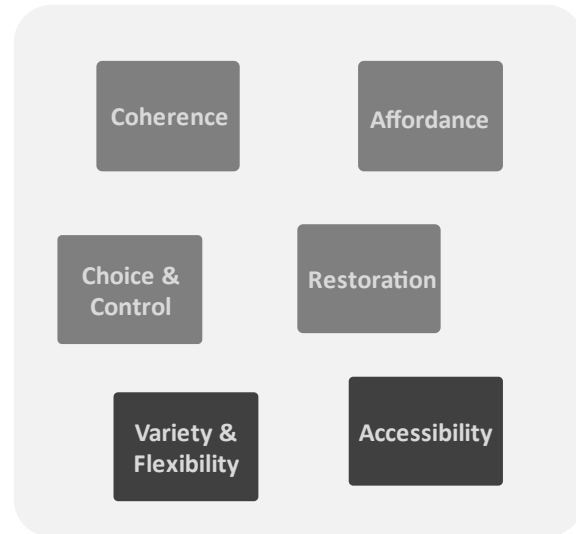 Coherence
Affordance
Choice &
Control
Restoration
Variety &
Flexibility
Accessibility